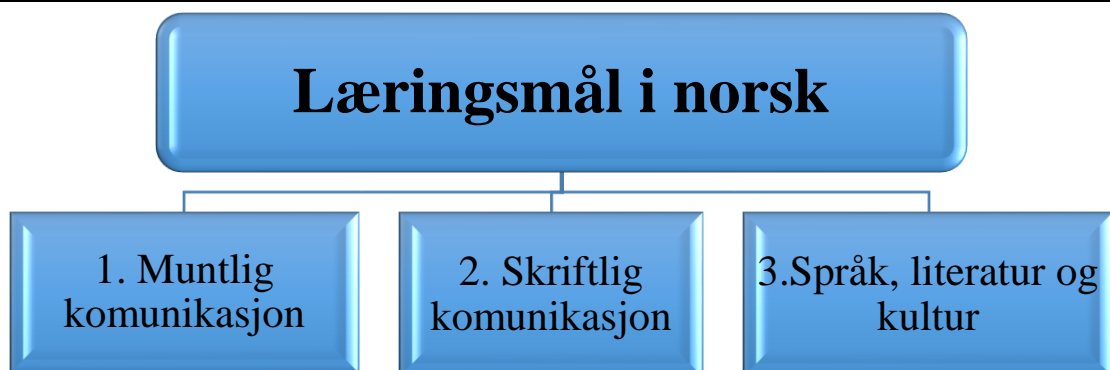 Læringsmål i norsk
1. Muntlig
komunikasjon
2. Skriftlig
komunikasjon
3.Språk, literatur og
kultur